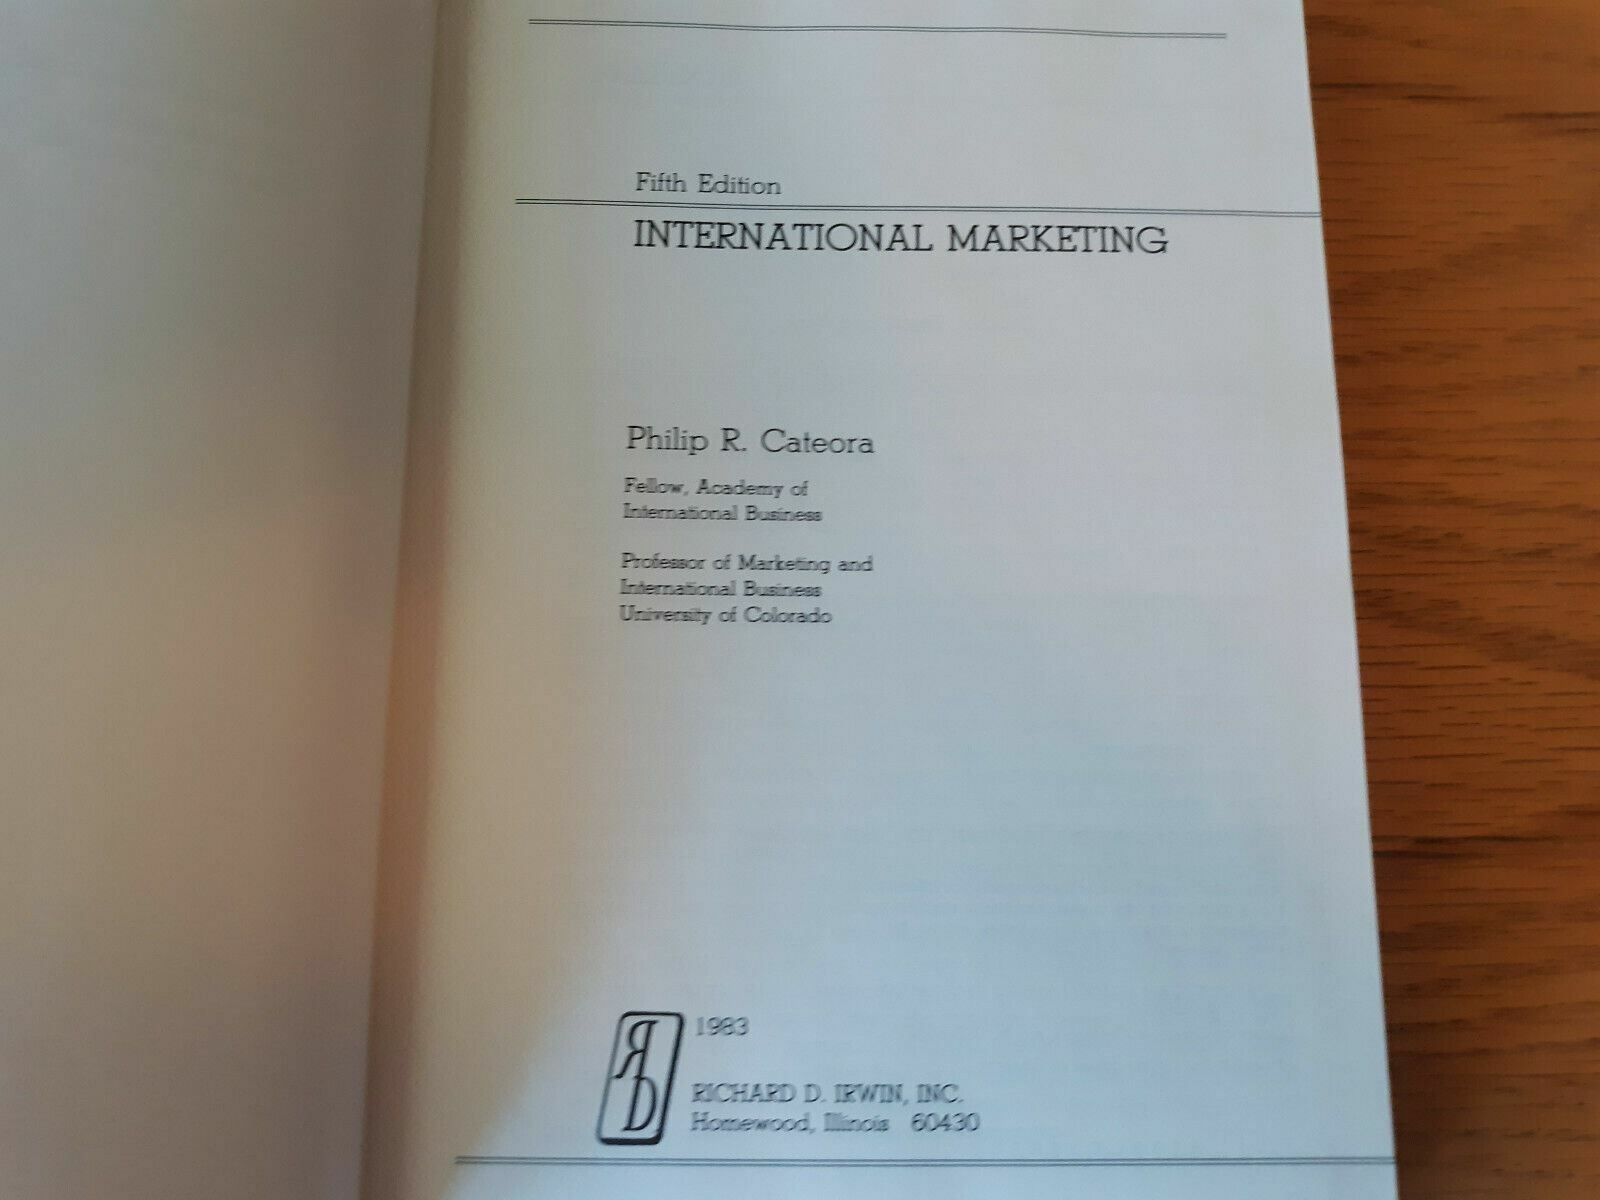 Fifth Edition
INTERNATIONAL MARKETING
Philip R. Cateora
Fellow, Academy of
International Business
Professor of Marketing and
International Business
University of Colorado
1983
RICHARD D. IRWIN, INC.
Homewood, Illinois 60430